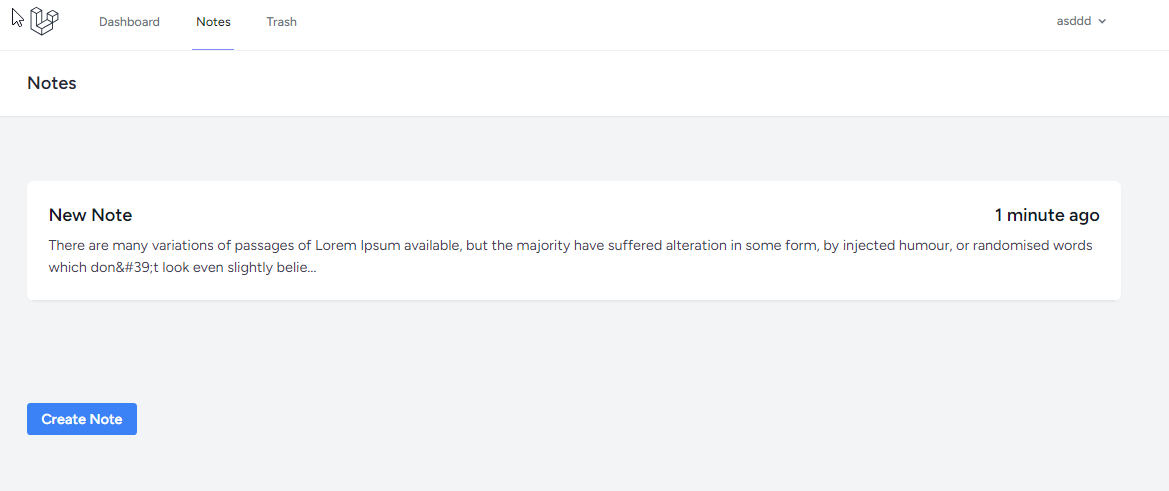 Dashboard Notes Trash asddd
Notes
New Note 1 minute ago
There are many variations of passages of Lorem Ipsum available, but the majority have suffered alteration in some form, by injected humour, or randomised words
which don&#39;t look even slightly belie...
Create Note